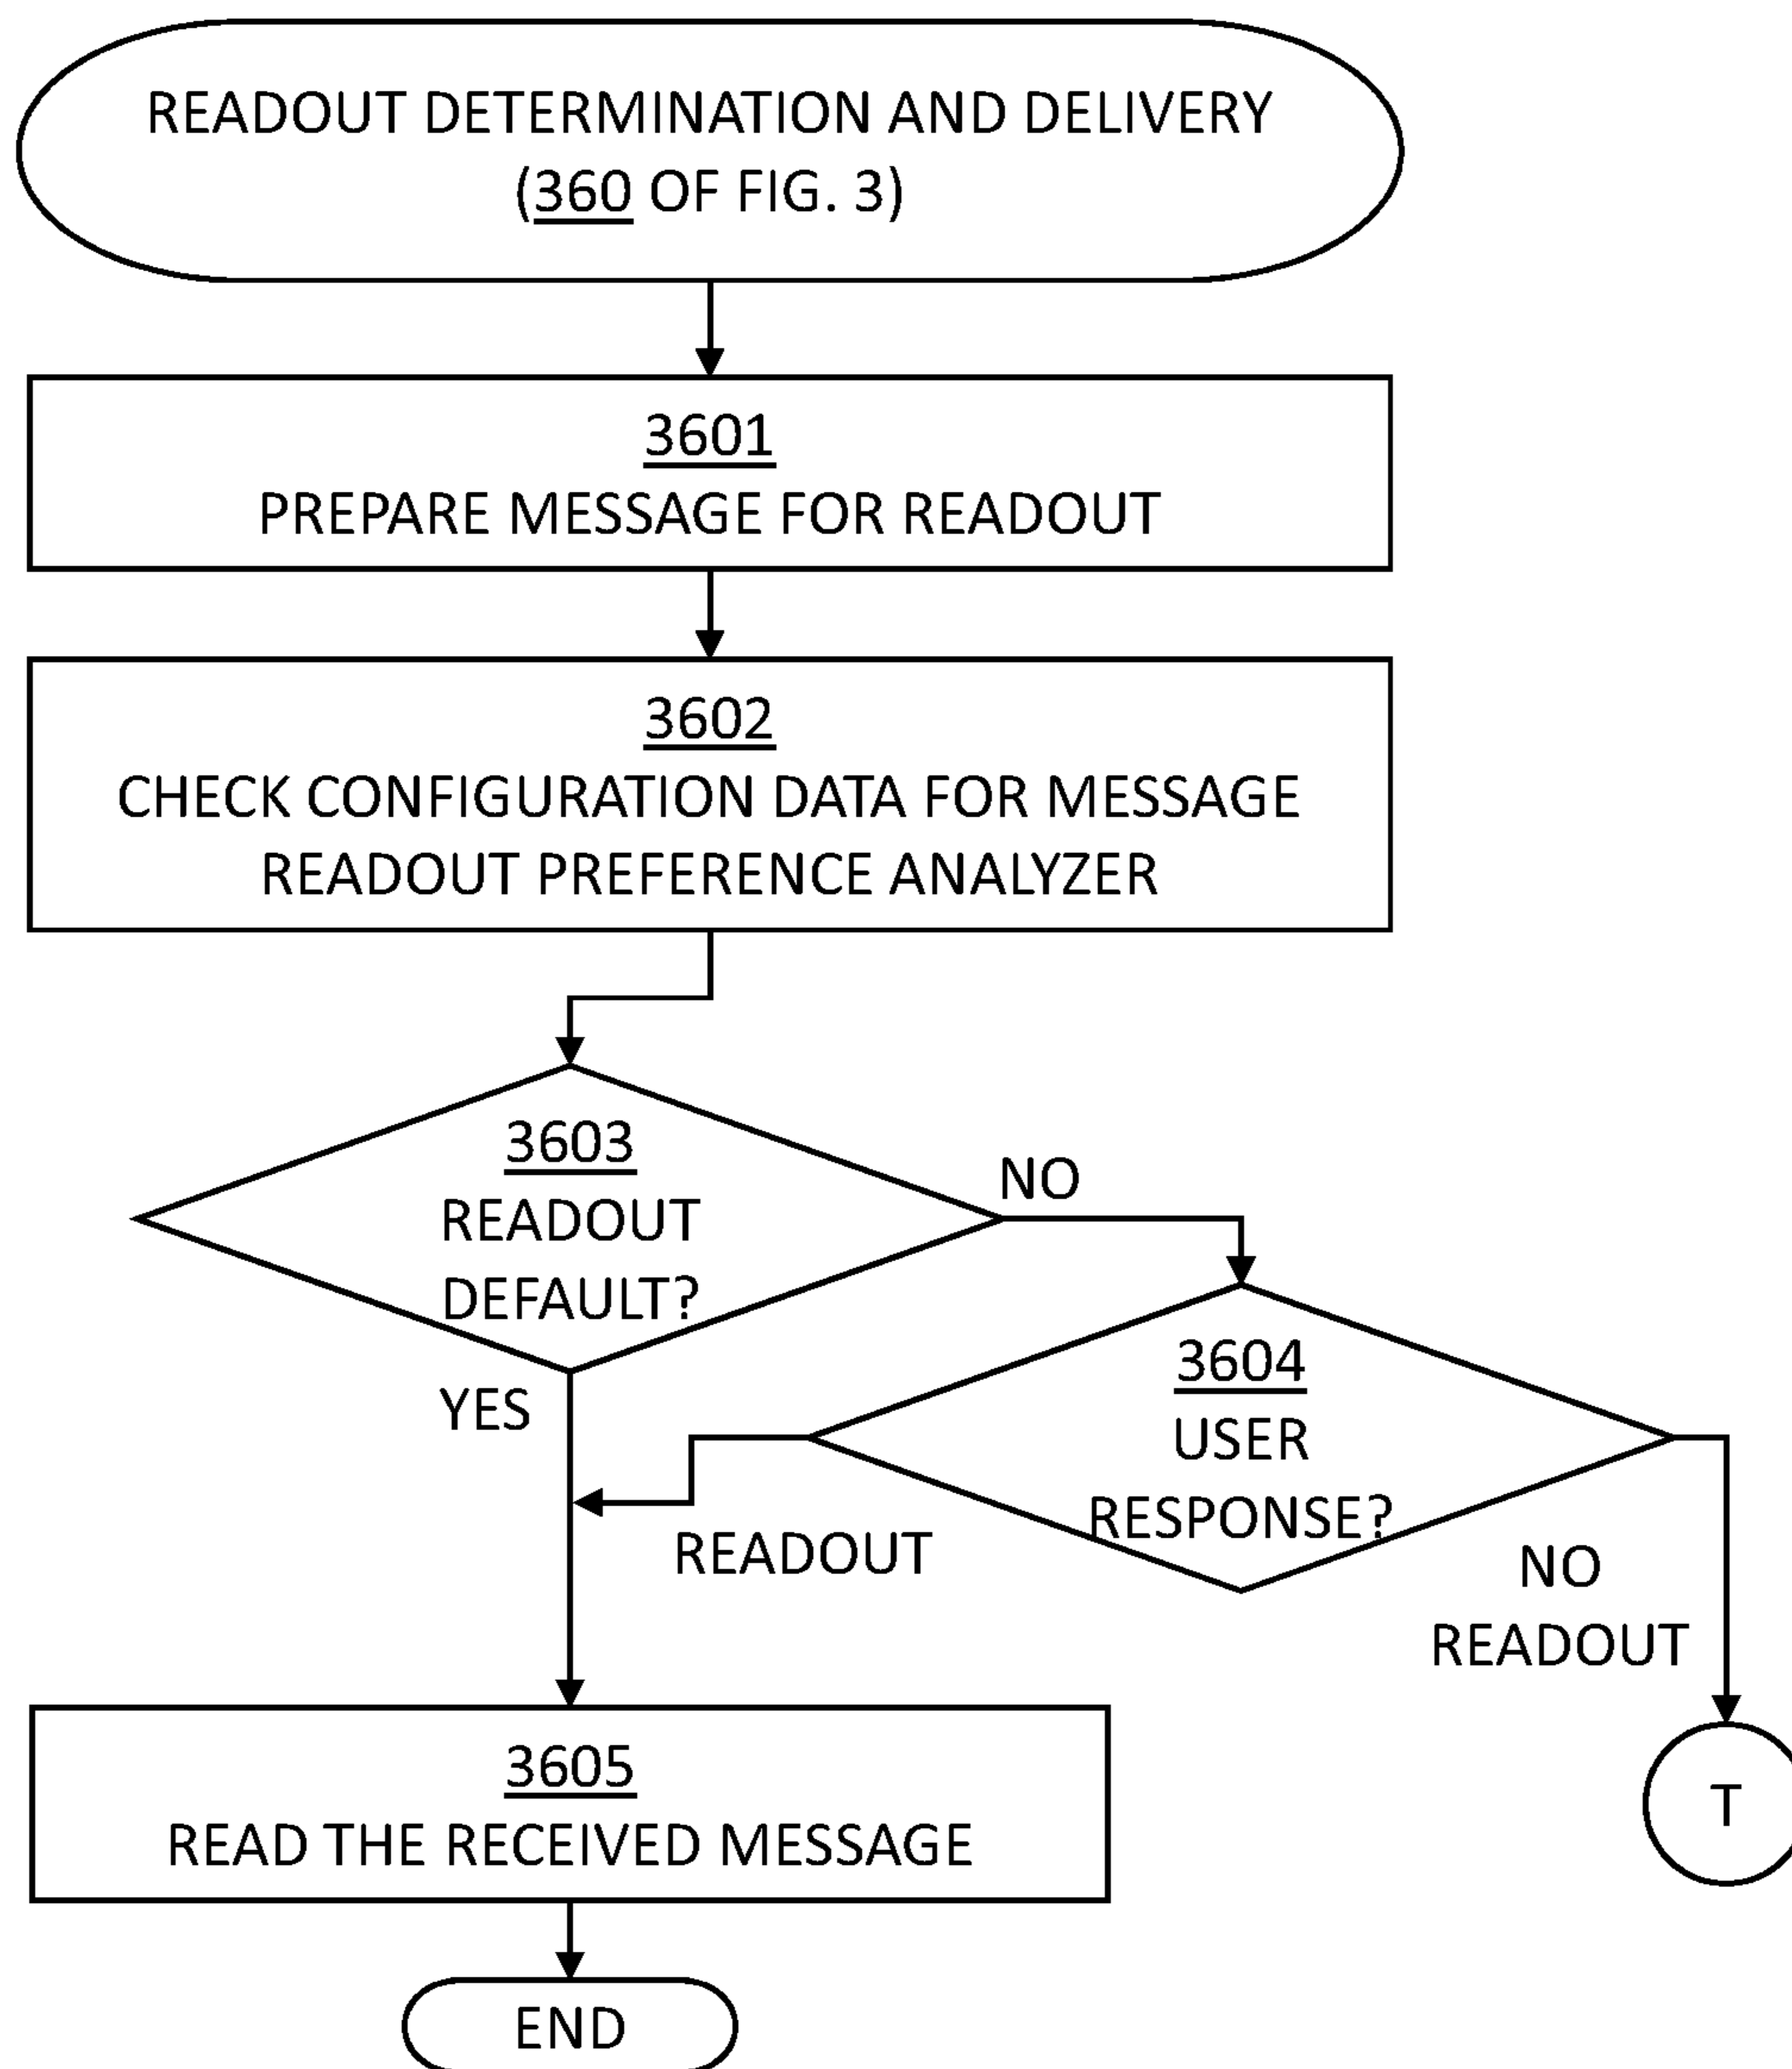 READOUT DETERMINATION AND DELIVERY
(360 OF FIG. 3)
3601
PREPARE MESSAGE FOR READOUT
3602
CHECK CONFIGURATION DATA FOR MESSAGE
READOUT PREFERENCE ANALYZER
3603
READOUT
DEFAULT?
NO
YES
3604
USER
RESPONSE?
READOUT
NO
READOUT
3605
READ THE RECEIVED MESSAGE
T
END